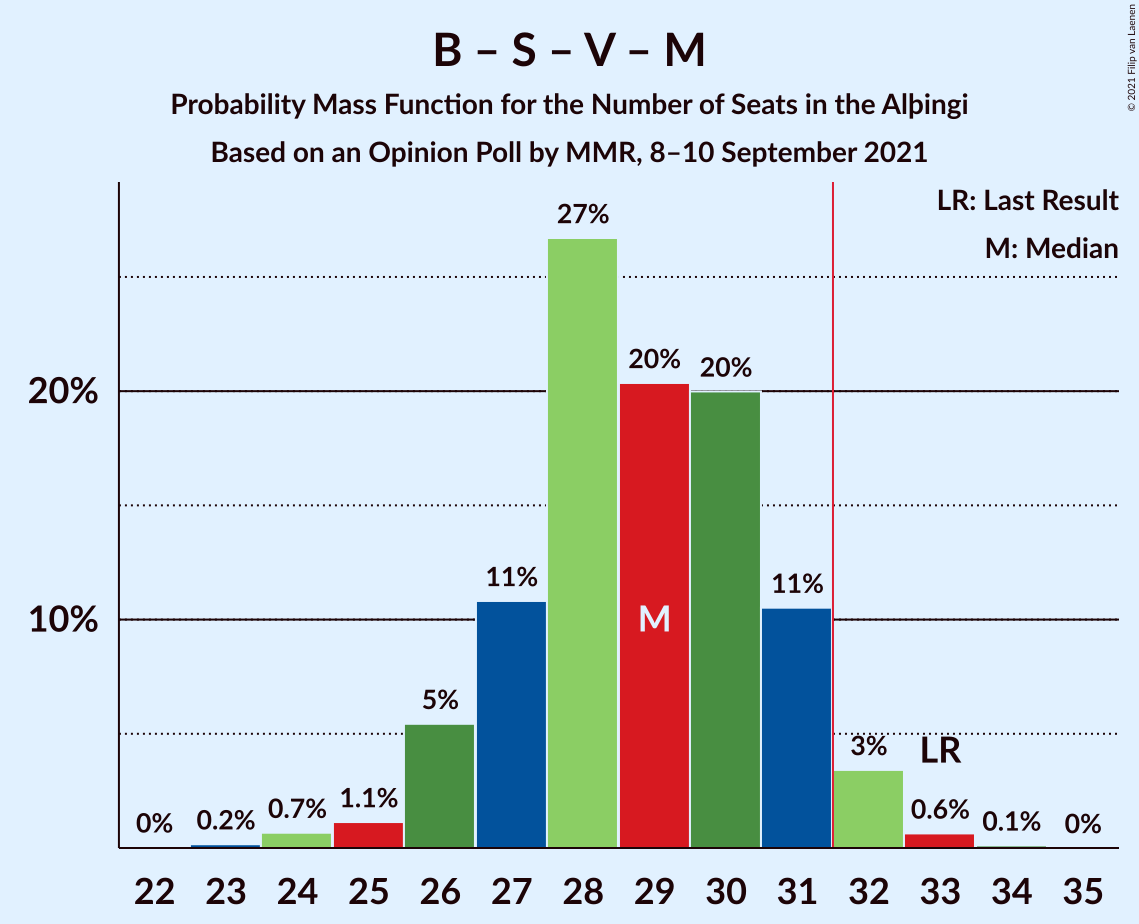 B – S – V – M
Probability Mass Function for the Number of Seats in the Alþingi
Based on an Opinion Poll by MMR, 8–10 September 2021
© 2021 Filip van Laenen
LR: Last Result
M: Median
20%
10%
0%
0.2%
0.7%
1.1%
5%
11%
27%
20%
20%
11%
3%
0.6%
0.1%
0%
M
LR
22 23 24 25 26 27 28 29 30 31 32 33 34 35